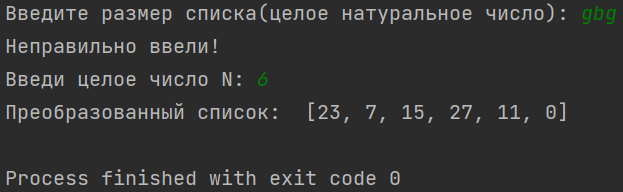 Введите размер списка(целое натуральное число): gbg
Неправильно ввели!
Введи целое число N: 6
Преобразованный список:  [23, 7, 15, 27, 11, 0]
Process finished with exit code 0